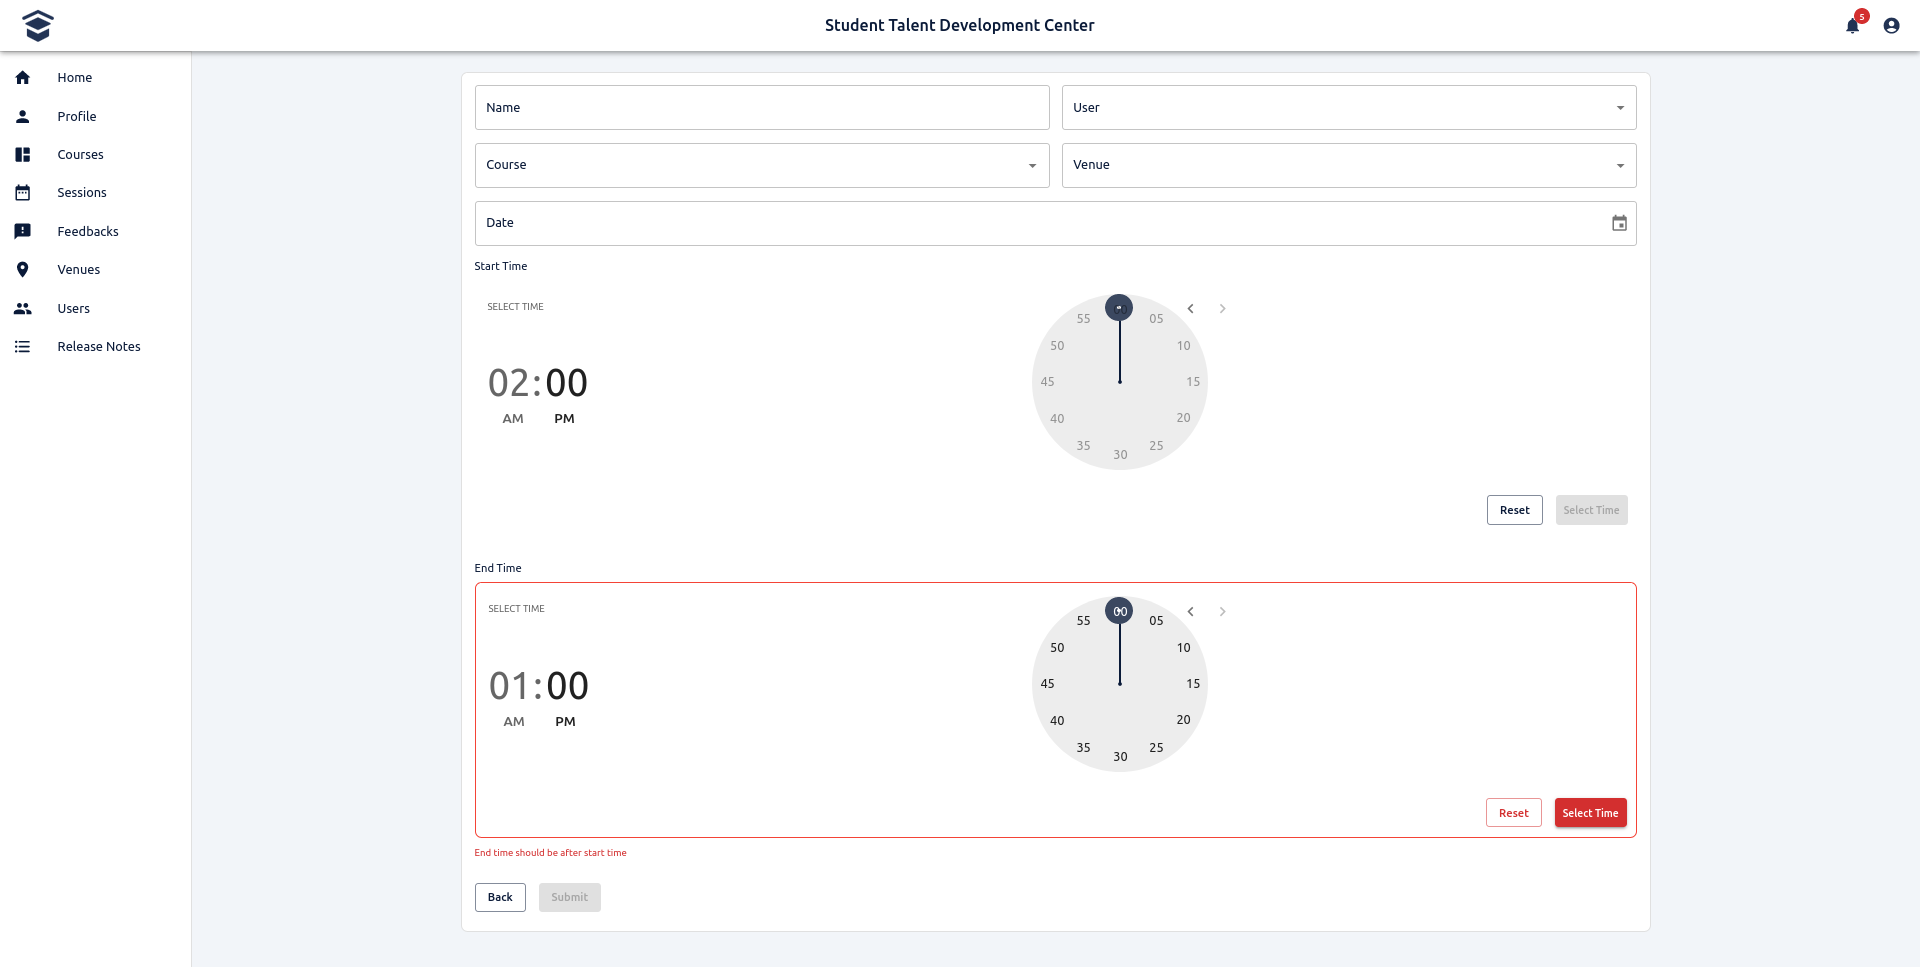 Student Talent Development Center
5
Home
Profile
Courses
Sessions
Feedbacks
Venues
Users
Release Notes
Name
User
Course
Venue
Date
Start Time
SELECT TIME
02:00
AM PM
00
55 05
50 10
45 15
40 20
35 25
30
Reset Select Time
End Time
SELECT TIME
01:00
AM PM
00
55 05
50 10
45 15
40 20
35 25
30
Reset Select Time
End time should be after start time
Back Submit